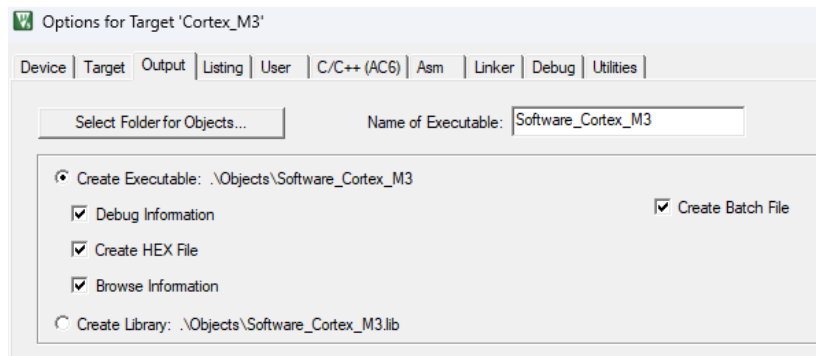 Options for Target 'Cortex_M3'
Device Target Output Listing User C/C++ (AC6) Asm Linker Debug Utilities
Select Folder for Objects... Name of Executable: Software_Cortex_M3
Create Executable: .\Objects\Software_Cortex_M3
Debug Information Create Batch File
Create HEX File
Browse Information
Create Library: .\Objects\Software_Cortex_M3.lib